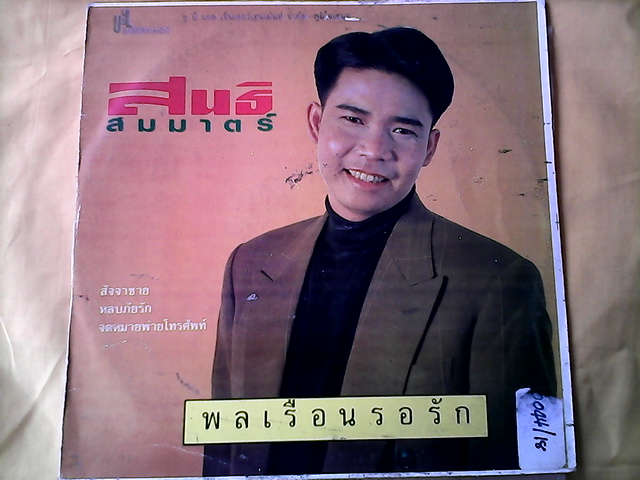 สนธิ
สมมาตร์
สัจจาชาย
หลบภัยรัก
จดหมายพ่ายโทรศัพท์
พลเรือนรอรัก